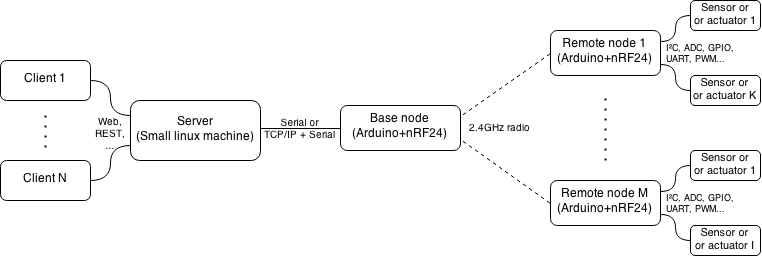 Client 1
Client N
Web,
REST,
...
Server
(Small linux machine)
Serial or
TCP/IP + Serial
Base node
(Arduino+nRF24)
2.4GHz radio
Remote node 1
(Arduino+nRF24)
Sensor or
or actuator 1
I²C, ADC, GPIO,
UART, PWM...
Sensor or
or actuator K
Remote node M
(Arduino+nRF24)
Sensor or
or actuator 1
I²C, ADC, GPIO,
UART, PWM...
Sensor or
or actuator I